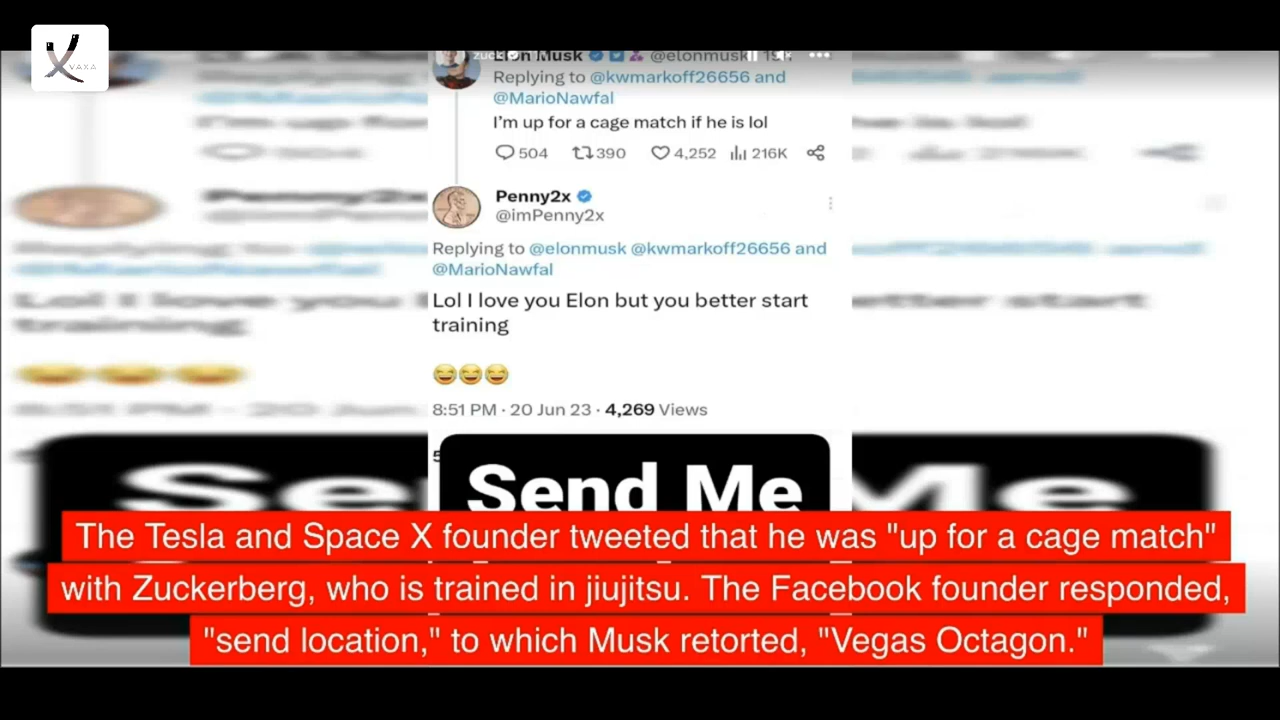 VAXA
zuck
Elon Musk @elonmusk
Replying to @kwmarkoff26656 and
@MarioNawfal
I'm up for a cage match if he is lol
504 390 4,252 216K
Penny2x
@imPenny2x
Replying to @elonmusk @kwmarkoff26656 and
@MarioNawfal
Lol I love you Elon but you better start
training
😂😂😂
8:51 PM · 20 Jun 23 · 4,269 Views
Send Me
The Tesla and Space X founder tweeted that he was "up for a cage match"
with Zuckerberg, who is trained in jiujitsu. The Facebook founder responded,
"send location," to which Musk retorted, "Vegas Octagon."